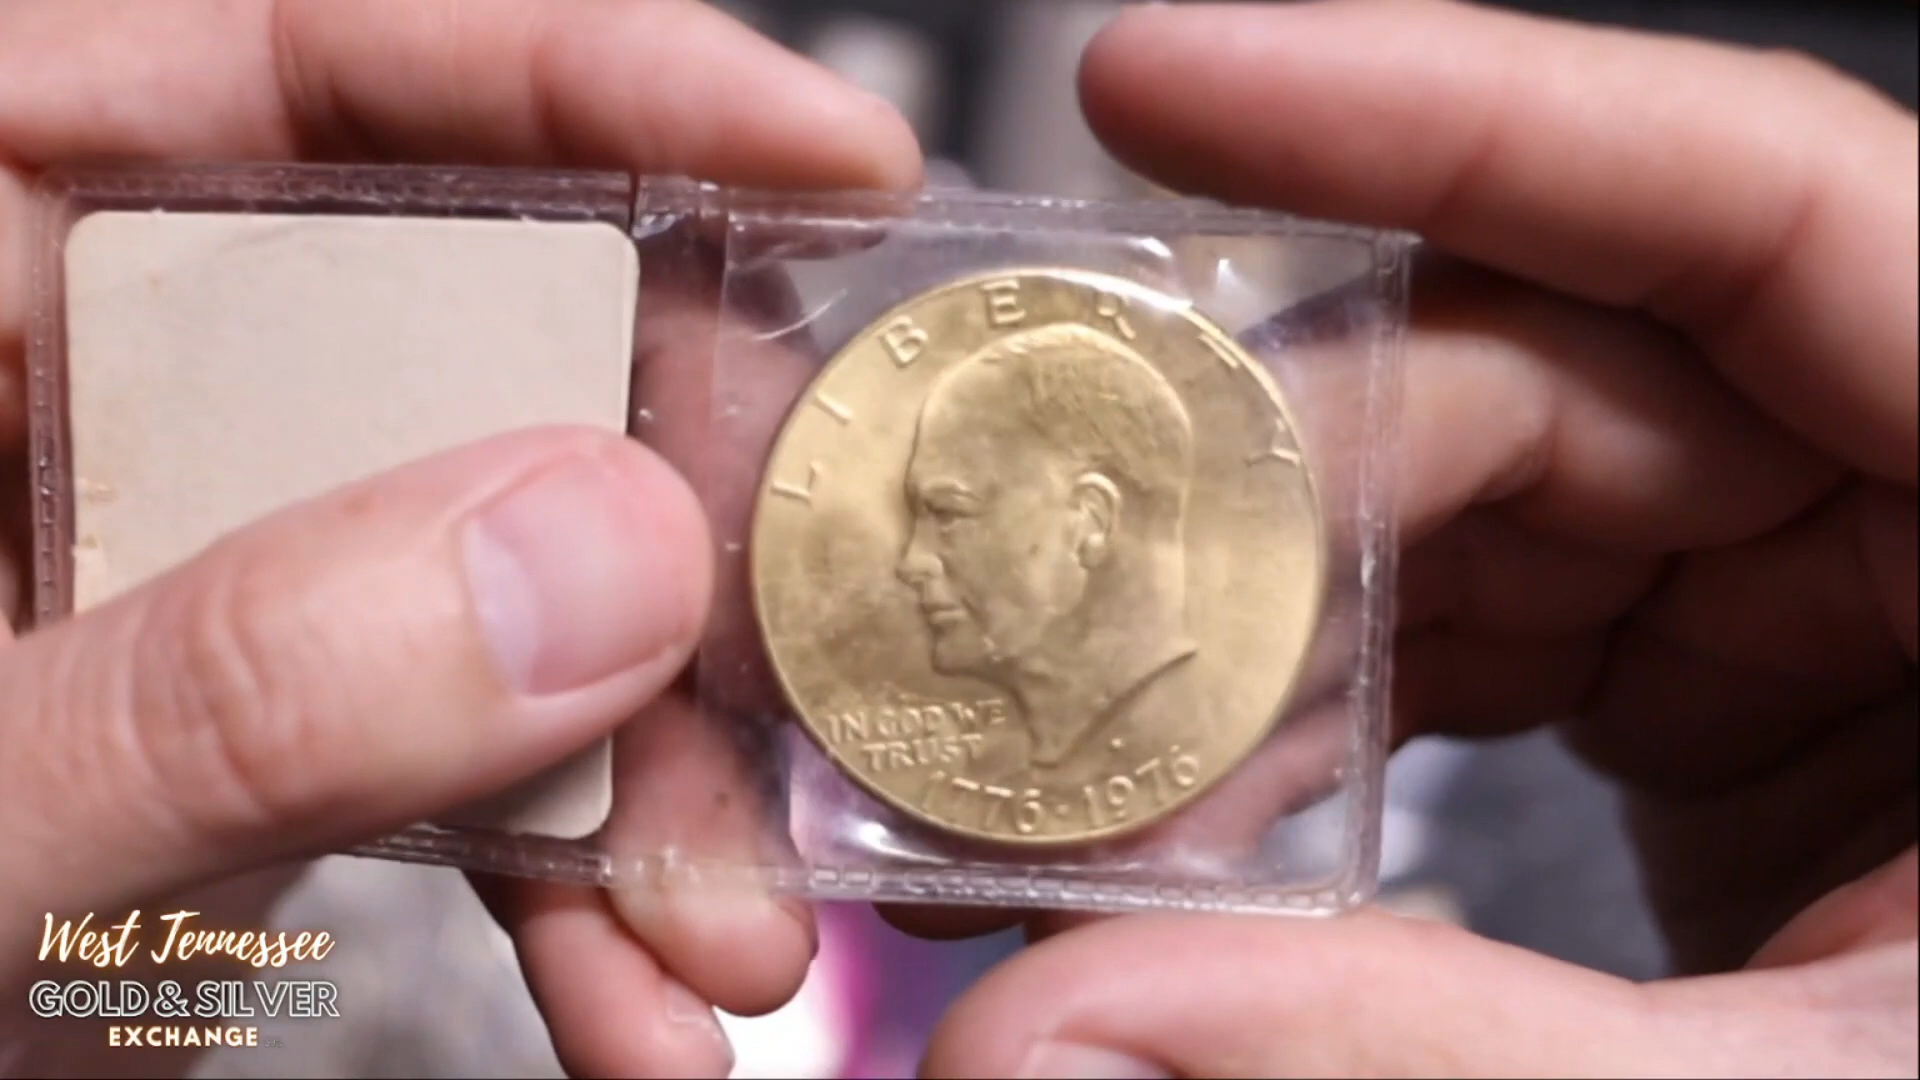 LIBERTY
IN GOD WE
TRUST
1776·1976
West Tennessee
GOLD & SILVER
EXCHANGE